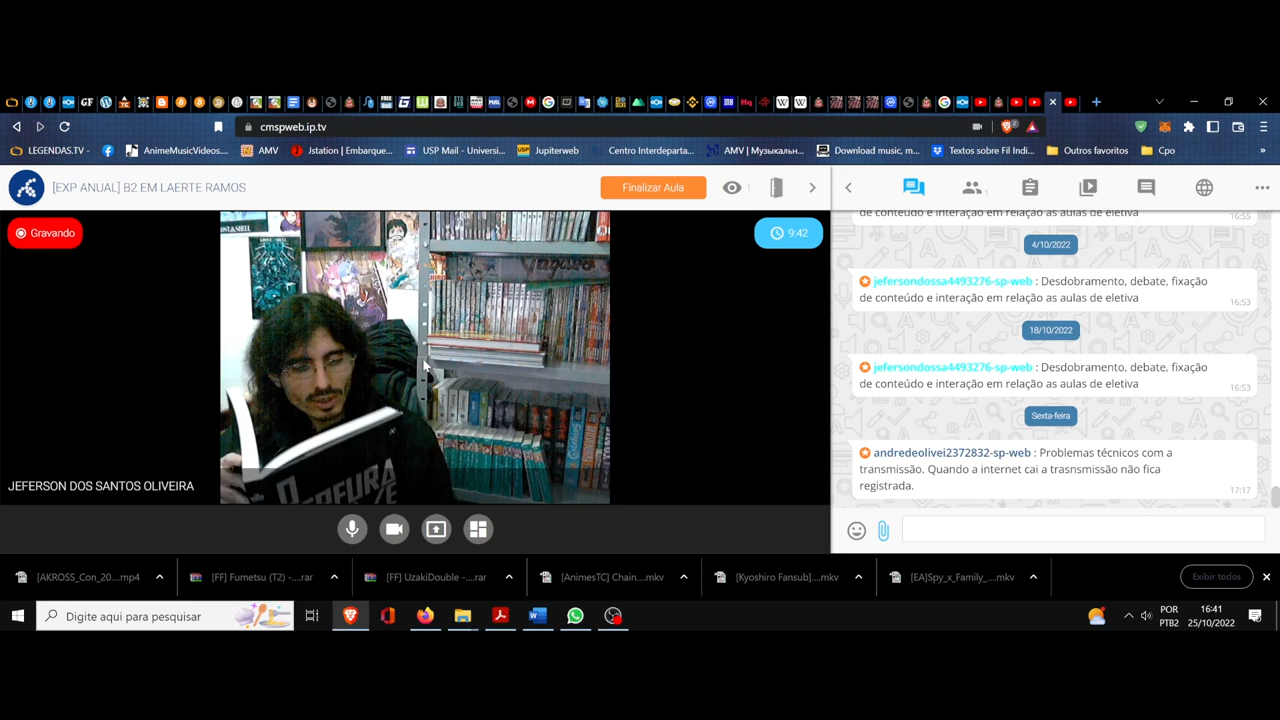 cmspweb.ip.tv
2
LEGENDAS.TV -
AnimeMusicVideos...
AMV
Jstation | Embarque...
USP Mail - Universi...
Jupiterweb
Centro Interdeparta...
AMV | Музыкальн...
Download music, m...
Textos sobre Fil Indi...
Outros favoritos
Cpo
»
[EXP ANUAL] B2 EM LAERTE RAMOS
Finalizar Aula
1
1
Gravando
9:42
JEFERSON DOS SANTOS OLIVEIRA
de conteúdo e interação em relação as aulas de eletiva
16:55
4/10/2022
jefersondossa4493276-sp-web : Desdobramento, debate, fixação
de conteúdo e interação em relação as aulas de eletiva
16:53
18/10/2022
jefersondossa4493276-sp-web : Desdobramento, debate, fixação
de conteúdo e interação em relação as aulas de eletiva
16:53
Sexta-feira
andredeolivei2372832-sp-web : Problemas técnicos com a
transmissão. Quando a internet cai a trasnsmissão não fica
registrada.
17:17
[AKROSS_Con_20....mp4
[FF] Fumetsu (T2) -....rar
[FF] UzakiDouble -....rar
[AnimesTC] Chain....mkv
[Kyoshiro Fansub]....mkv
[EA]Spy_x_Family_....mkv
Exibir todos
Digite aqui para pesquisar
POR
PTB2
16:41
25/10/2022